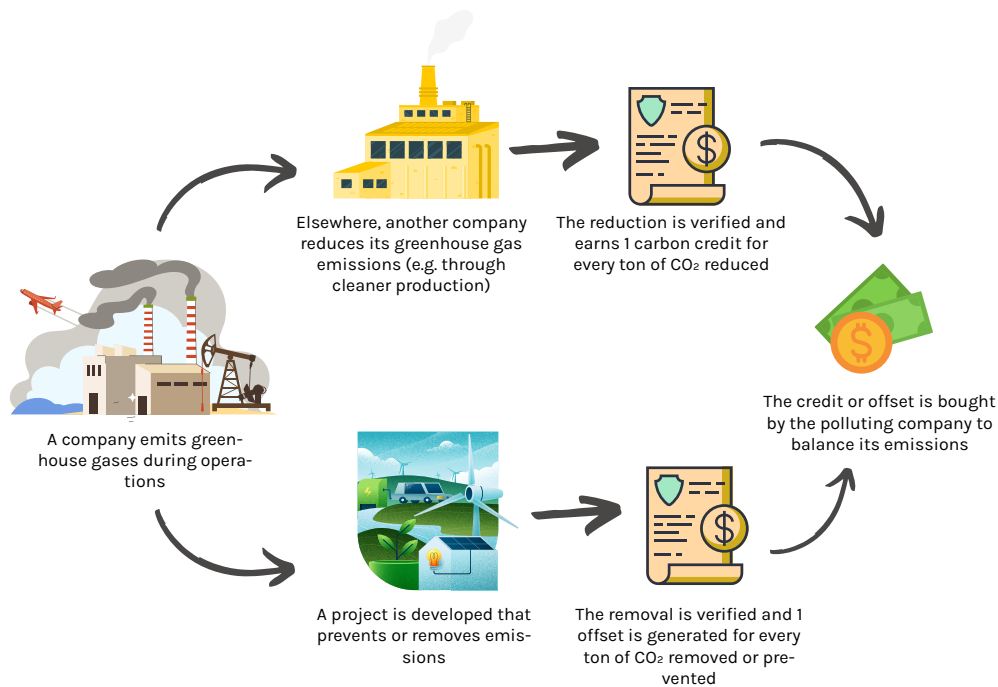 Elsewhere, another company
reduces its greenhouse gas
emissions (e.g. through
cleaner production)
The reduction is verified and
earns 1 carbon credit for
every ton of CO₂ reduced
A company emits green-
house gases during opera-
tions
The credit or offset is bought
by the polluting company to
balance its emissions
A project is developed that
prevents or removes emis-
sions
The removal is verified and 1
offset is generated for every
ton of CO₂ removed or pre-
vented